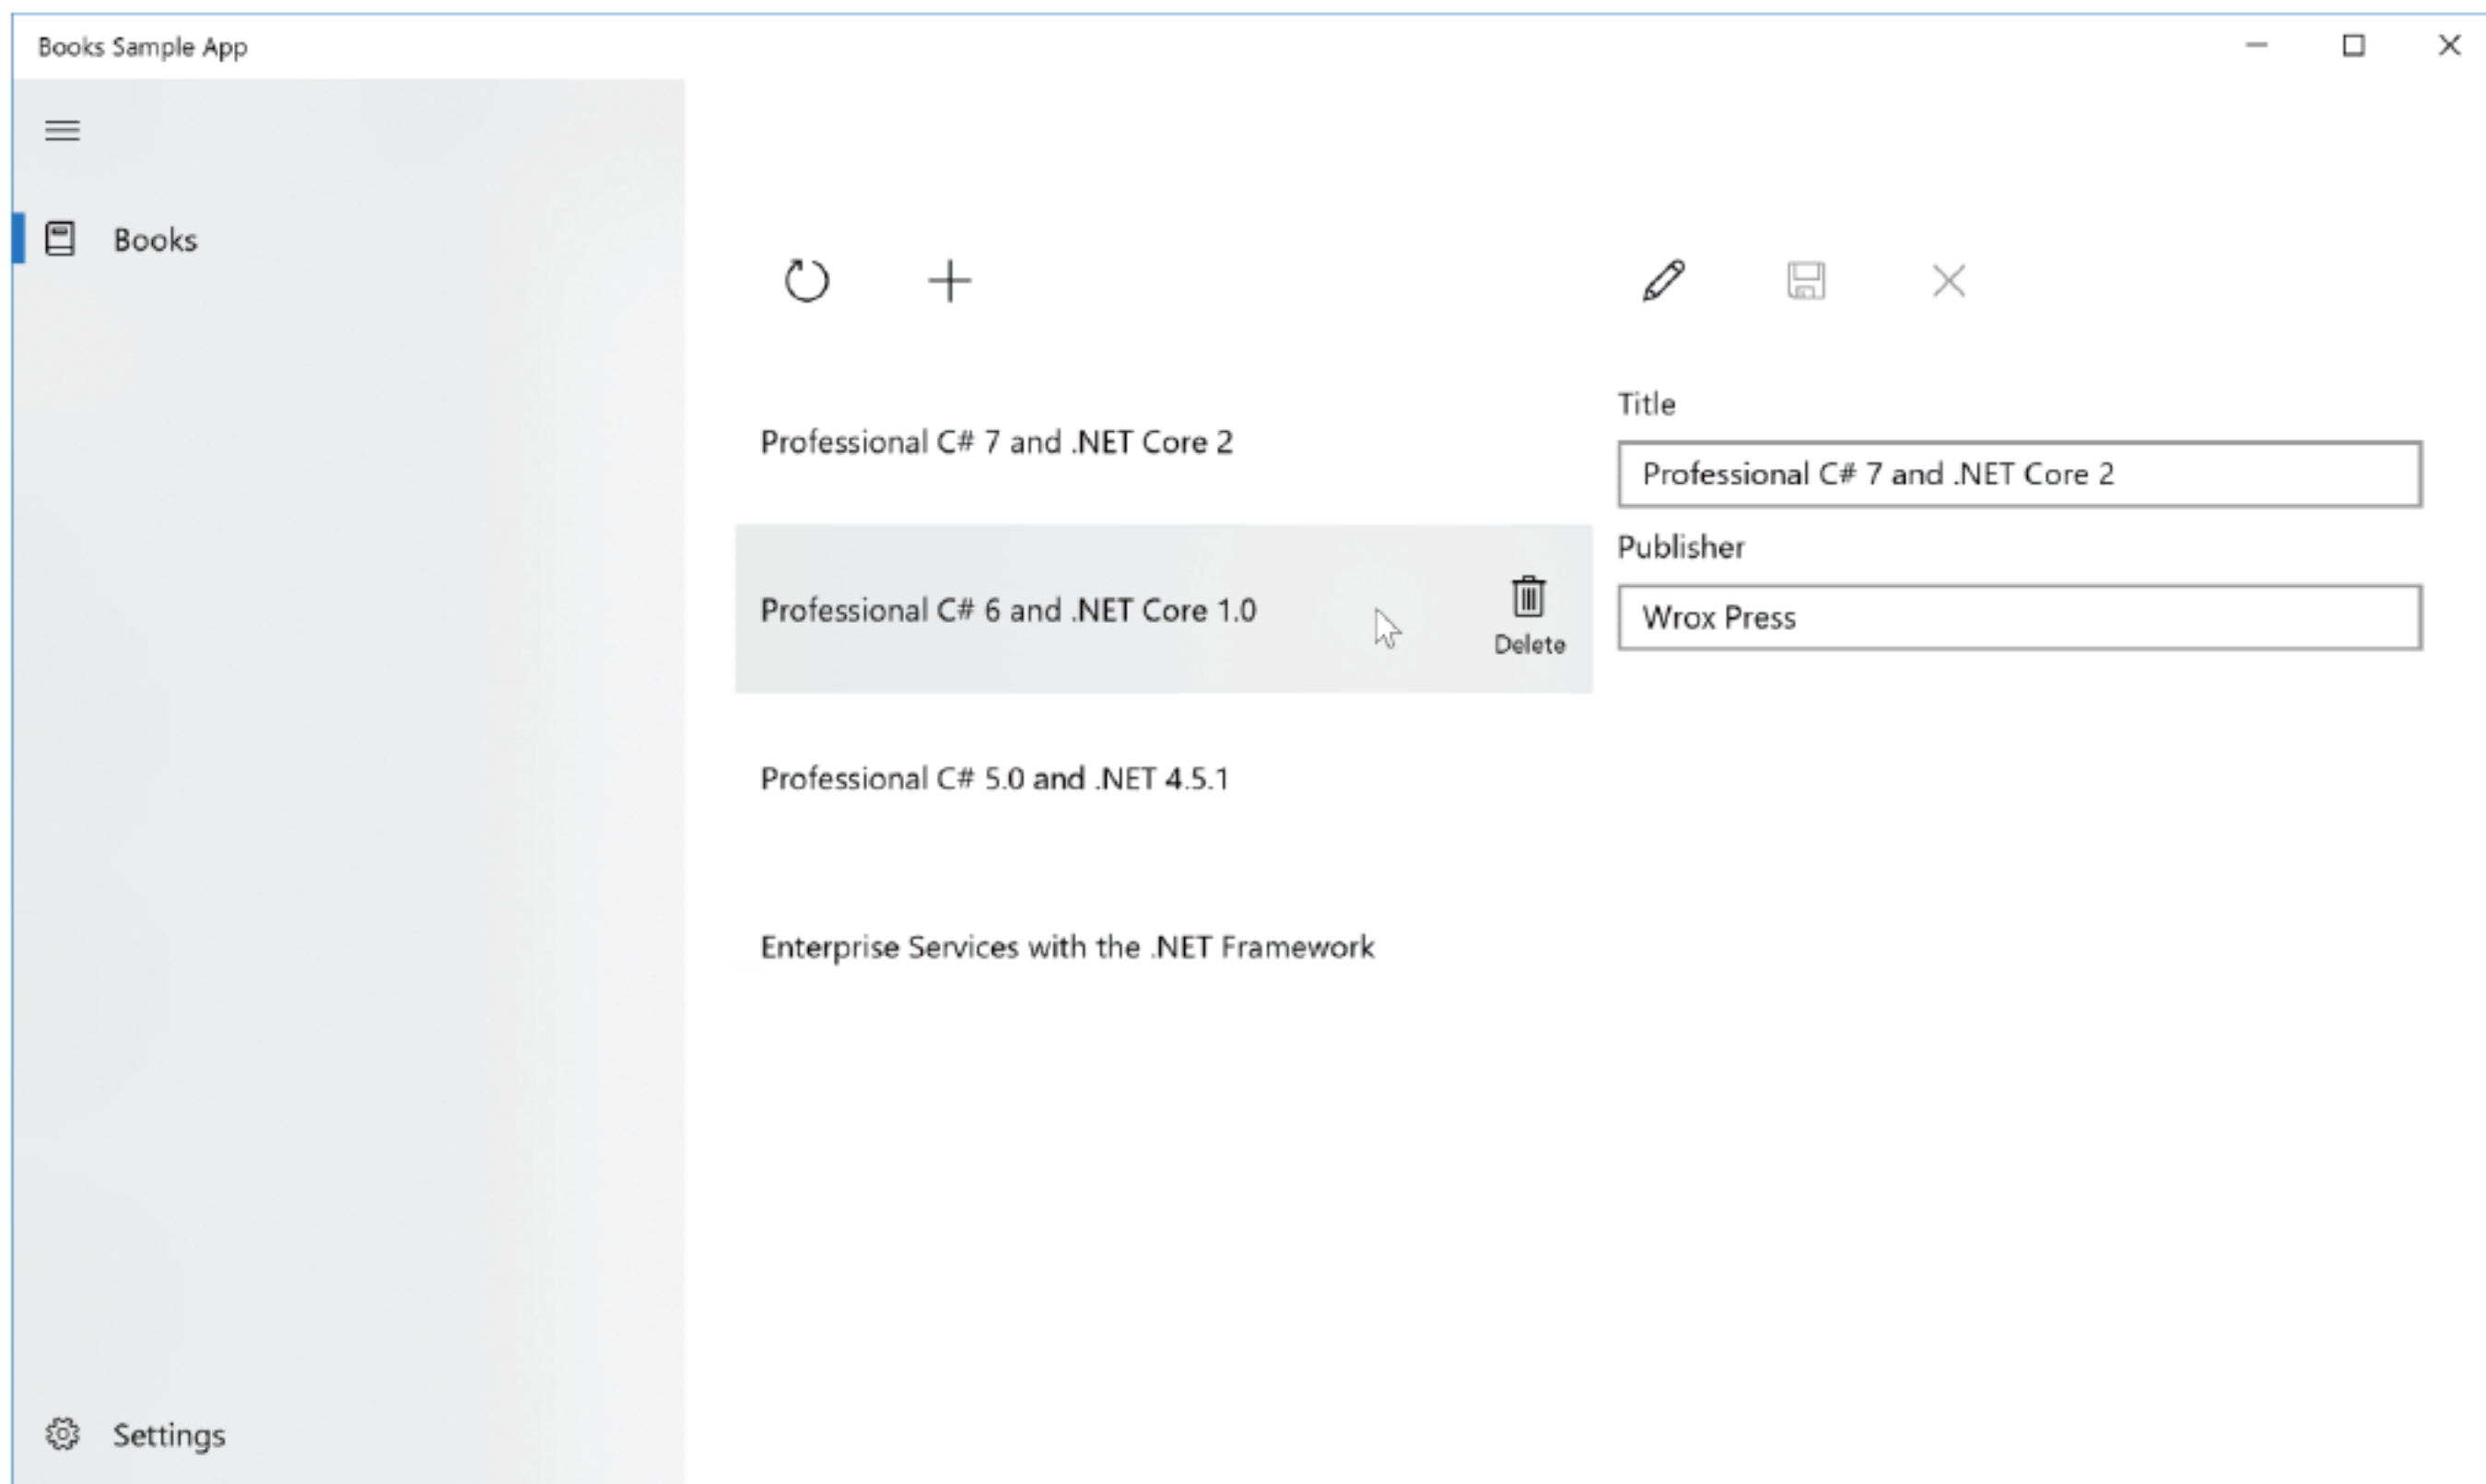 Books Sample App
Books
Professional C# 7 and .NET Core 2
Professional C# 6 and .NET Core 1.0
Delete
Professional C# 5.0 and .NET 4.5.1
Enterprise Services with the .NET Framework
Title
Professional C# 7 and .NET Core 2
Publisher
Wrox Press
Settings